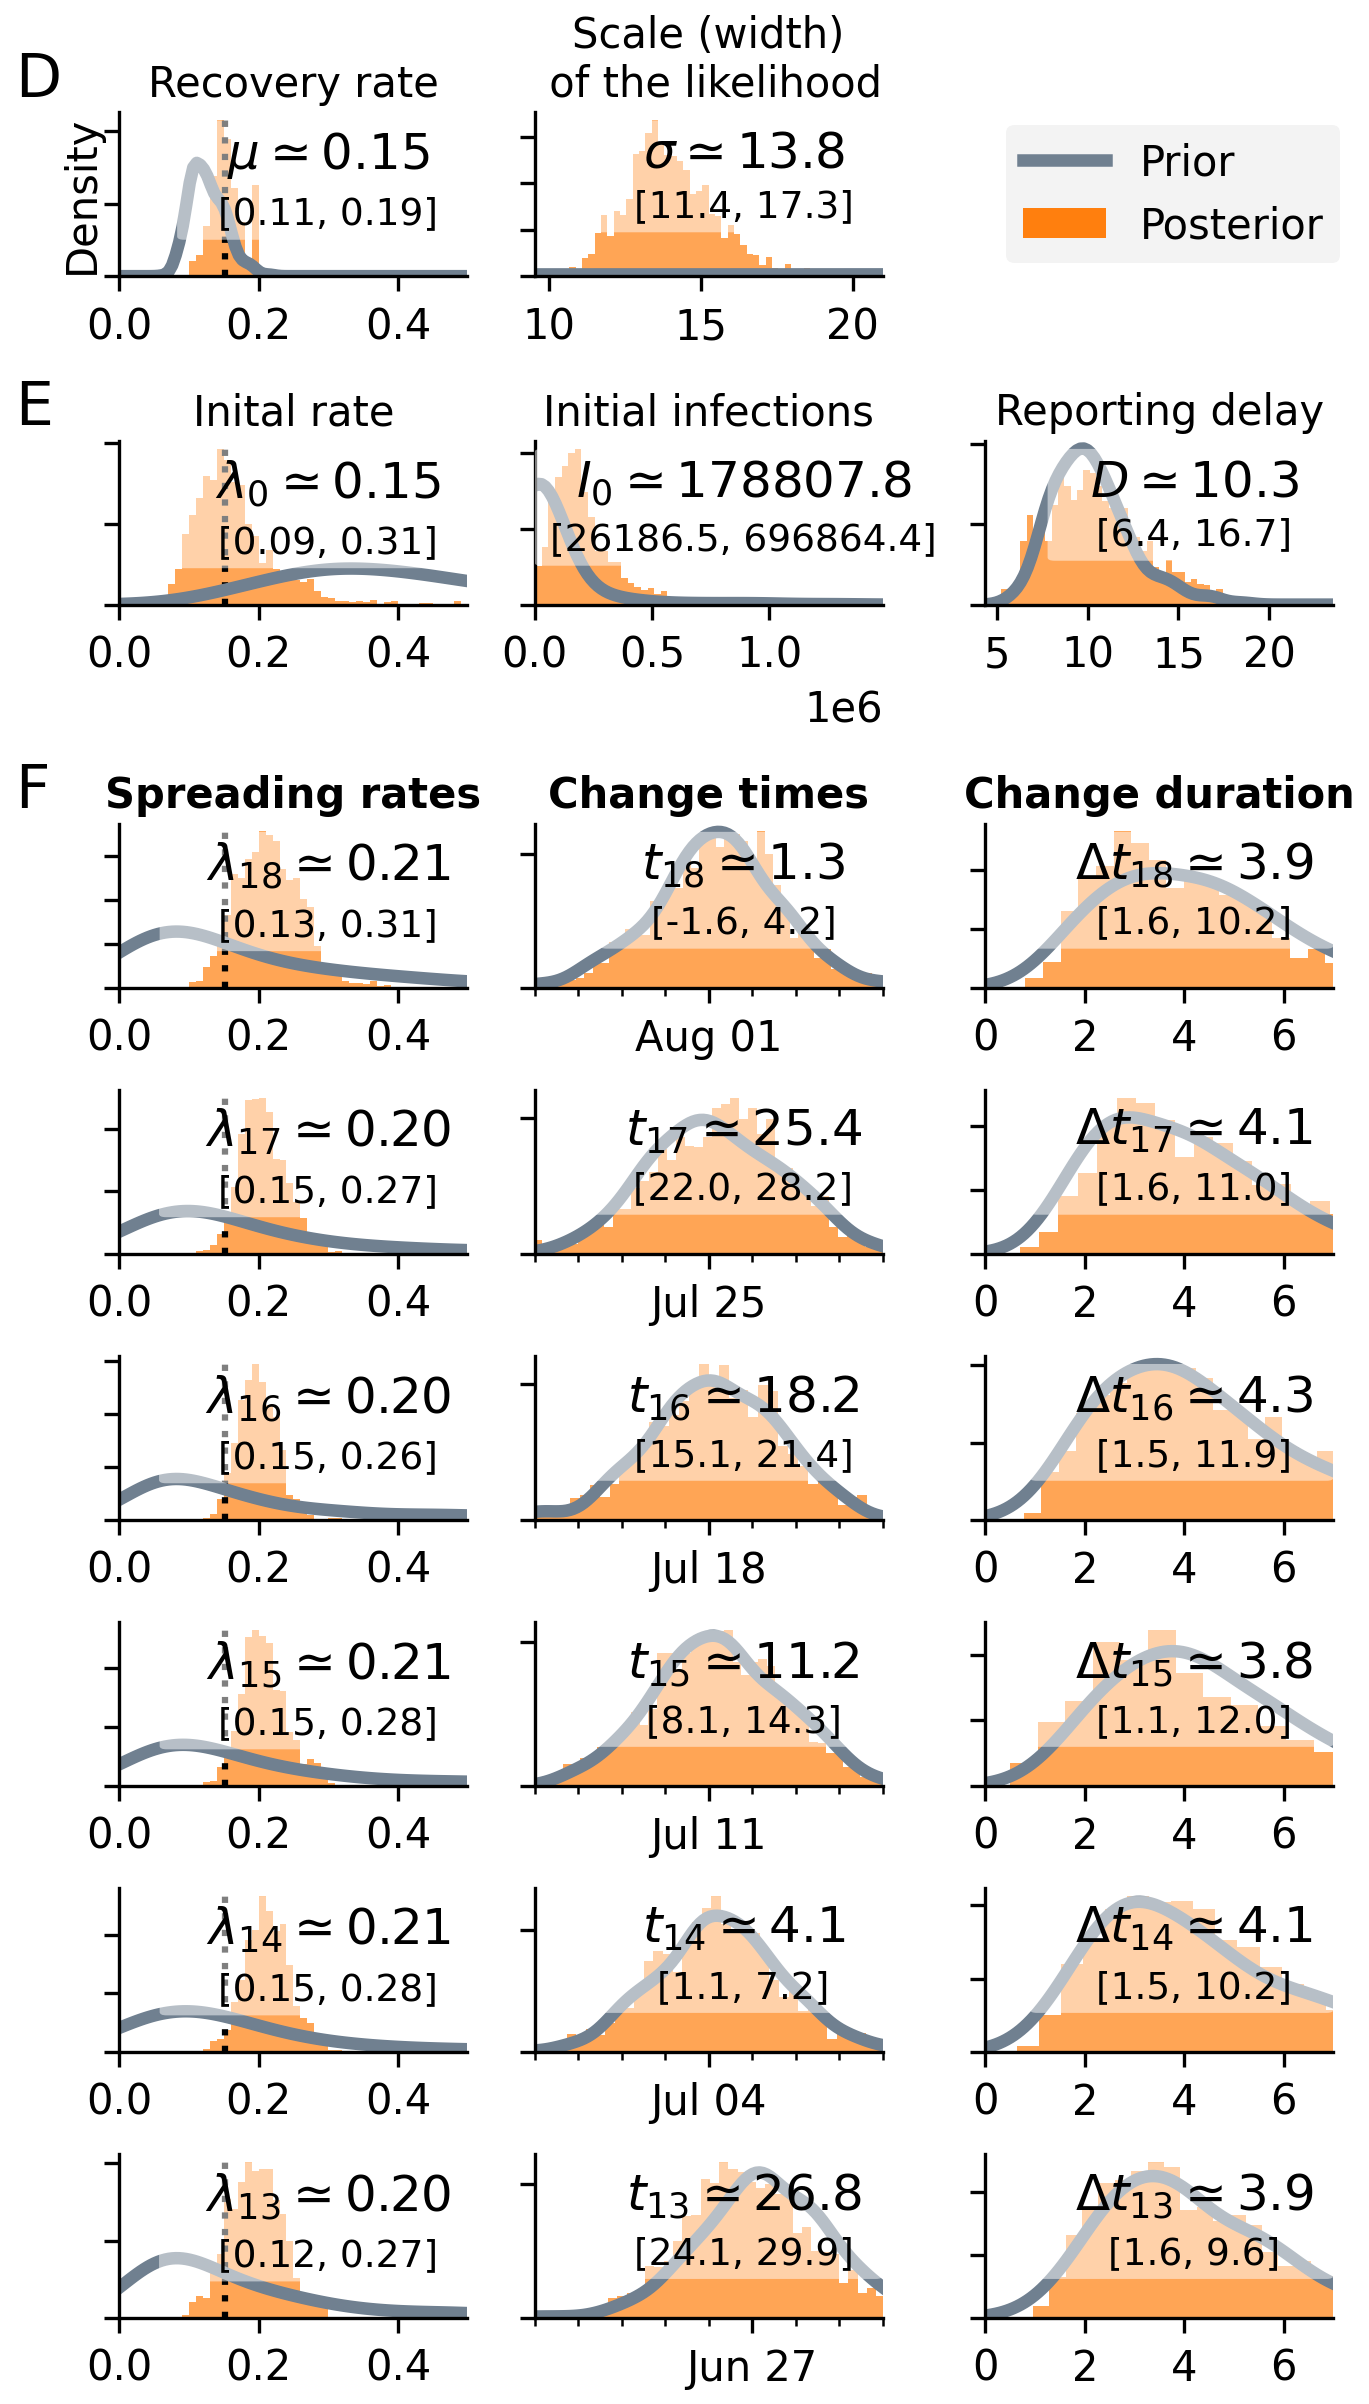 D
Recovery rate
Scale (width)
of the likelihood
Density
μ ≃ 0.15
[0.11, 0.19]
0.0 0.2 0.4
σ ≃ 13.8
[11.4, 17.3]
10 15 20
Prior
Posterior
E
Inital rate
Initial infections
Reporting delay
λ₀ ≃ 0.15
[0.09, 0.31]
0.0 0.2 0.4
I₀ ≃ 178807.8
[26186.5, 696864.4]
0.0 0.5 1.0
1e6
D ≃ 10.3
[6.4, 16.7]
5 10 15 20
F
Spreading rates
Change times
Change duration
λ₁₈ ≃ 0.21
[0.13, 0.31]
0.0 0.2 0.4
t₁₈ ≃ 1.3
[-1.6, 4.2]
Aug 01
Δt₁₈ ≃ 3.9
[1.6, 10.2]
0 2 4 6
λ₁₇ ≃ 0.20
[0.15, 0.27]
0.0 0.2 0.4
t₁₇ ≃ 25.4
[22.0, 28.2]
Jul 25
Δt₁₇ ≃ 4.1
[1.6, 11.0]
0 2 4 6
λ₁₆ ≃ 0.20
[0.15, 0.26]
0.0 0.2 0.4
t₁₆ ≃ 18.2
[15.1, 21.4]
Jul 18
Δt₁₆ ≃ 4.3
[1.5, 11.9]
0 2 4 6
λ₁₅ ≃ 0.21
[0.15, 0.28]
0.0 0.2 0.4
t₁₅ ≃ 11.2
[8.1, 14.3]
Jul 11
Δt₁₅ ≃ 3.8
[1.1, 12.0]
0 2 4 6
λ₁₄ ≃ 0.21
[0.15, 0.28]
0.0 0.2 0.4
t₁₄ ≃ 4.1
[1.1, 7.2]
Jul 04
Δt₁₄ ≃ 4.1
[1.5, 10.2]
0 2 4 6
λ₁₃ ≃ 0.20
[0.12, 0.27]
0.0 0.2 0.4
t₁₃ ≃ 26.8
[24.1, 29.9]
Jun 27
Δt₁₃ ≃ 3.9
[1.6, 9.6]
0 2 4 6